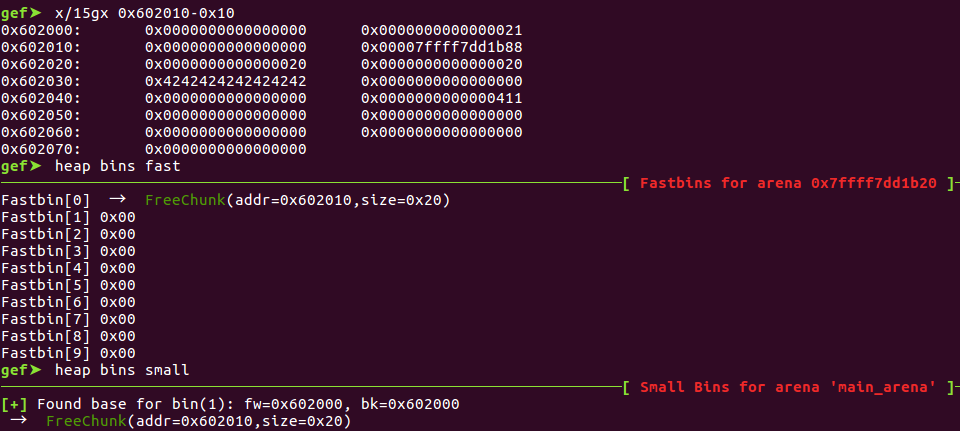 gef➤  x/15gx 0x602010-0x10
0x602000:	0x0000000000000000	0x0000000000000021
0x602010:	0x0000000000000000	0x00007ffff7dd1b88
0x602020:	0x0000000000000020	0x0000000000000020
0x602030:	0x4242424242424242	0x0000000000000000
0x602040:	0x0000000000000000	0x0000000000000411
0x602050:	0x0000000000000000	0x0000000000000000
0x602060:	0x0000000000000000	0x0000000000000000
0x602070:	0x0000000000000000
gef➤  heap bins fast
[ Fastbins for arena 0x7ffff7dd1b20 ]
Fastbin[0]  →  FreeChunk(addr=0x602010,size=0x20)
Fastbin[1] 0x00
Fastbin[2] 0x00
Fastbin[3] 0x00
Fastbin[4] 0x00
Fastbin[5] 0x00
Fastbin[6] 0x00
Fastbin[7] 0x00
Fastbin[8] 0x00
Fastbin[9] 0x00
gef➤  heap bins small
[ Small Bins for arena 'main_arena' ]
[+] Found base for bin(1): fw=0x602000, bk=0x602000
 →  FreeChunk(addr=0x602010,size=0x20)